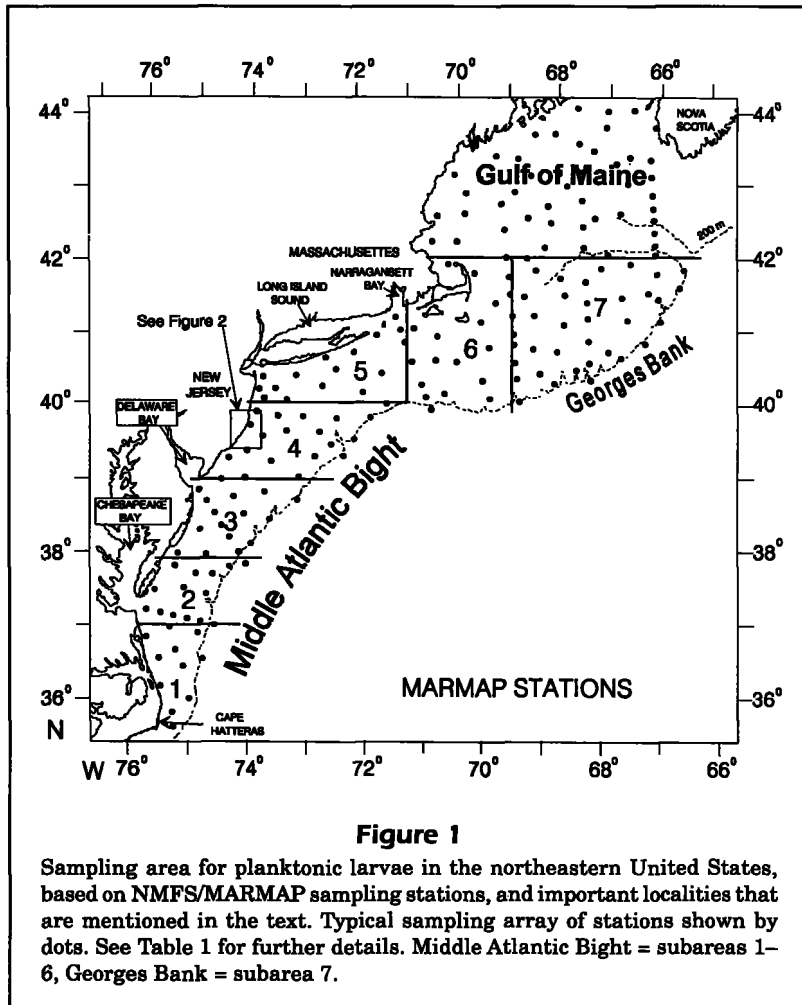 76° 74° 72° 70° 68° 66°
44° 44°
NOVA
SCOTIA
Gulf of Maine
200 m
42° 42°
MASSACHUSETTES
NARRAGANSETT
BAY
LONG ISLAND
SOUND
7
See Figure 2
6
5
NEW
JERSEY
Georges Bank
40° 40°
DELAWARE
BAY
4
Middle Atlantic Bight
CHESAPEAKE
BAY
3
38° 38°
2
1
MARMAP STATIONS
36° 36°
CAPE
HATTERAS
N
W 76° 74° 72° 70° 68° 66°
Figure 1
Sampling area for planktonic larvae in the northeastern United States,
based on NMFS/MARMAP sampling stations, and important localities that
are mentioned in the text. Typical sampling array of stations shown by
dots. See Table 1 for further details. Middle Atlantic Bight = subareas 1–
6, Georges Bank = subarea 7.